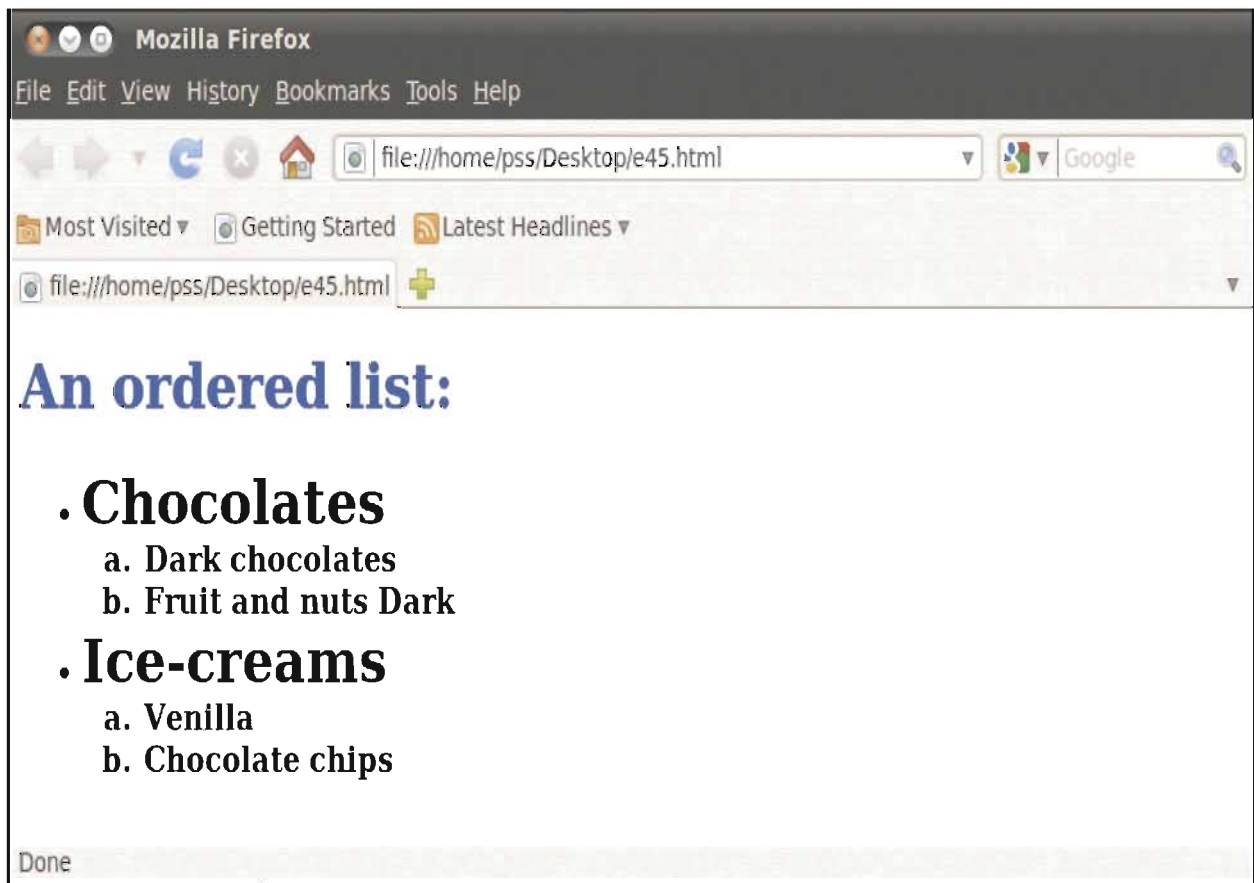 Mozilla Firefox
File Edit View History Bookmarks Tools Help
file:///home/pss/Desktop/e45.html Google
Most Visited Getting Started Latest Headlines
file:///home/pss/Desktop/e45.html
An ordered list:
• Chocolates
a. Dark chocolates
b. Fruit and nuts Dark
• Ice-creams
a. Venilla
b. Chocolate chips
Done